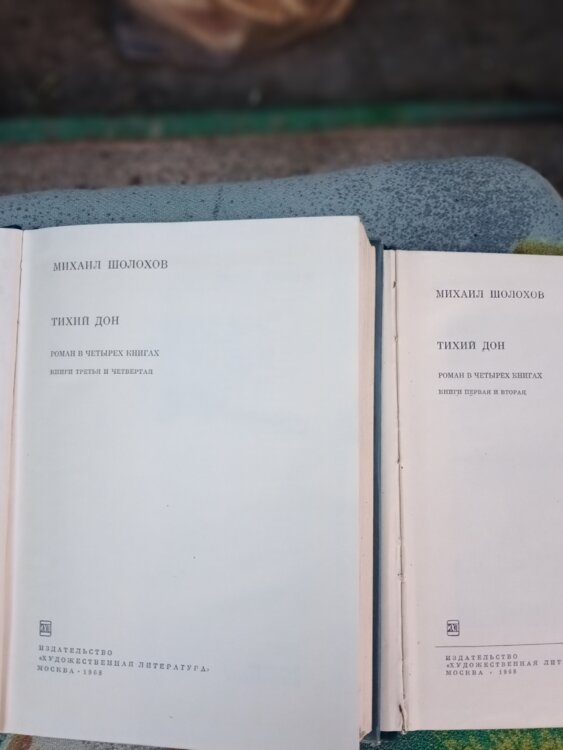 МИХАИЛ ШОЛОХОВ
ТИХИЙ ДОН
РОМАН В ЧЕТЫРЕХ КНИГАХ
КНИГИ ТРЕТЬЯ И ЧЕТВЕРТАЯ
ИЗДАТЕЛЬСТВО
«ХУДОЖЕСТВЕННАЯ ЛИТЕРАТУРА»
МОСКВА • 1968
МИХАИЛ ШОЛОХОВ
ТИХИЙ ДОН
РОМАН В ЧЕТЫРЕХ КНИГАХ
КНИГИ ПЕРВАЯ И ВТОРАЯ
ИЗДАТЕЛЬСТВО
«ХУДОЖЕСТВЕННАЯ ЛИТ
МОСКВА • 1968